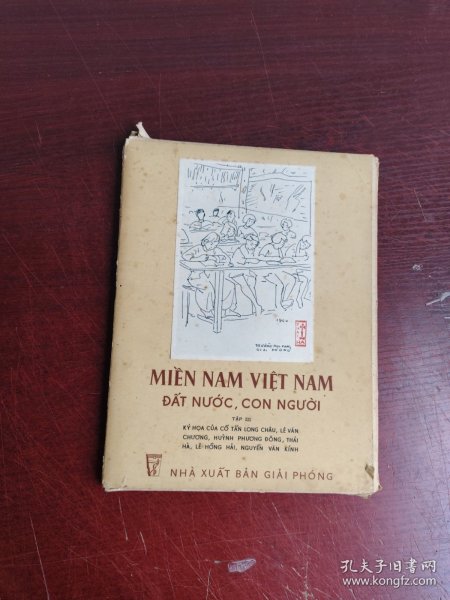 MIỀN NAM VIỆT NAM
ĐẤT NƯỚC, CON NGƯỜI
TẬP III
KÝ HỌA CỦA CỔ TẤN LONG CHÂU, LÊ VĂN
CHƯƠNG, HUỲNH PHƯƠNG ĐÔNG, THÁI
HÀ, LÊ HỒNG HẢI, NGUYỄN VĂN KÍNH
NHÀ XUẤT BẢN GIẢI PHÓNG
孔夫子旧书网
www.kongfz.com